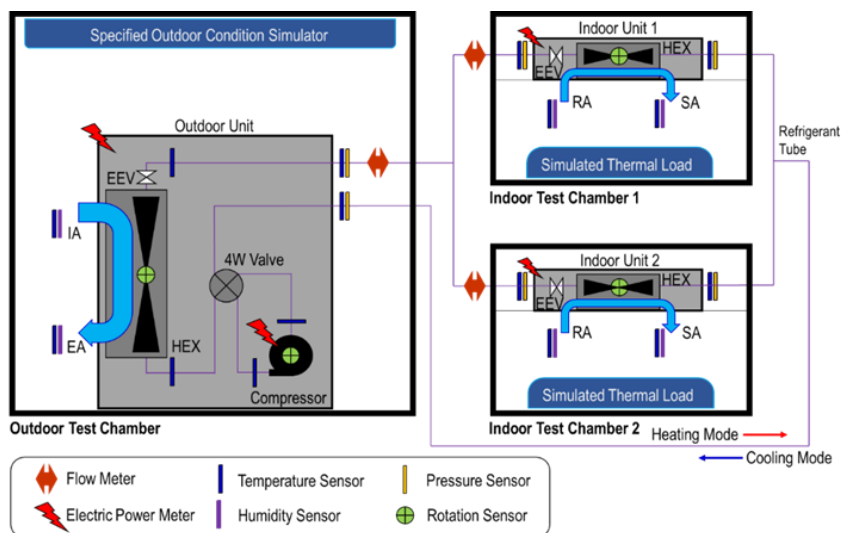 Specified Outdoor Condition Simulator
Outdoor Unit
EEV
IA
4W Valve
EA
HEX
Compressor
Outdoor Test Chamber
Indoor Unit 1
HEX
EEV
RA
SA
Simulated Thermal Load
Indoor Test Chamber 1
Refrigerant
Tube
Indoor Unit 2
HEX
EEV
RA
SA
Simulated Thermal Load
Indoor Test Chamber 2
Heating Mode
Cooling Mode
Flow Meter
Temperature Sensor
Pressure Sensor
Electric Power Meter
Humidity Sensor
Rotation Sensor